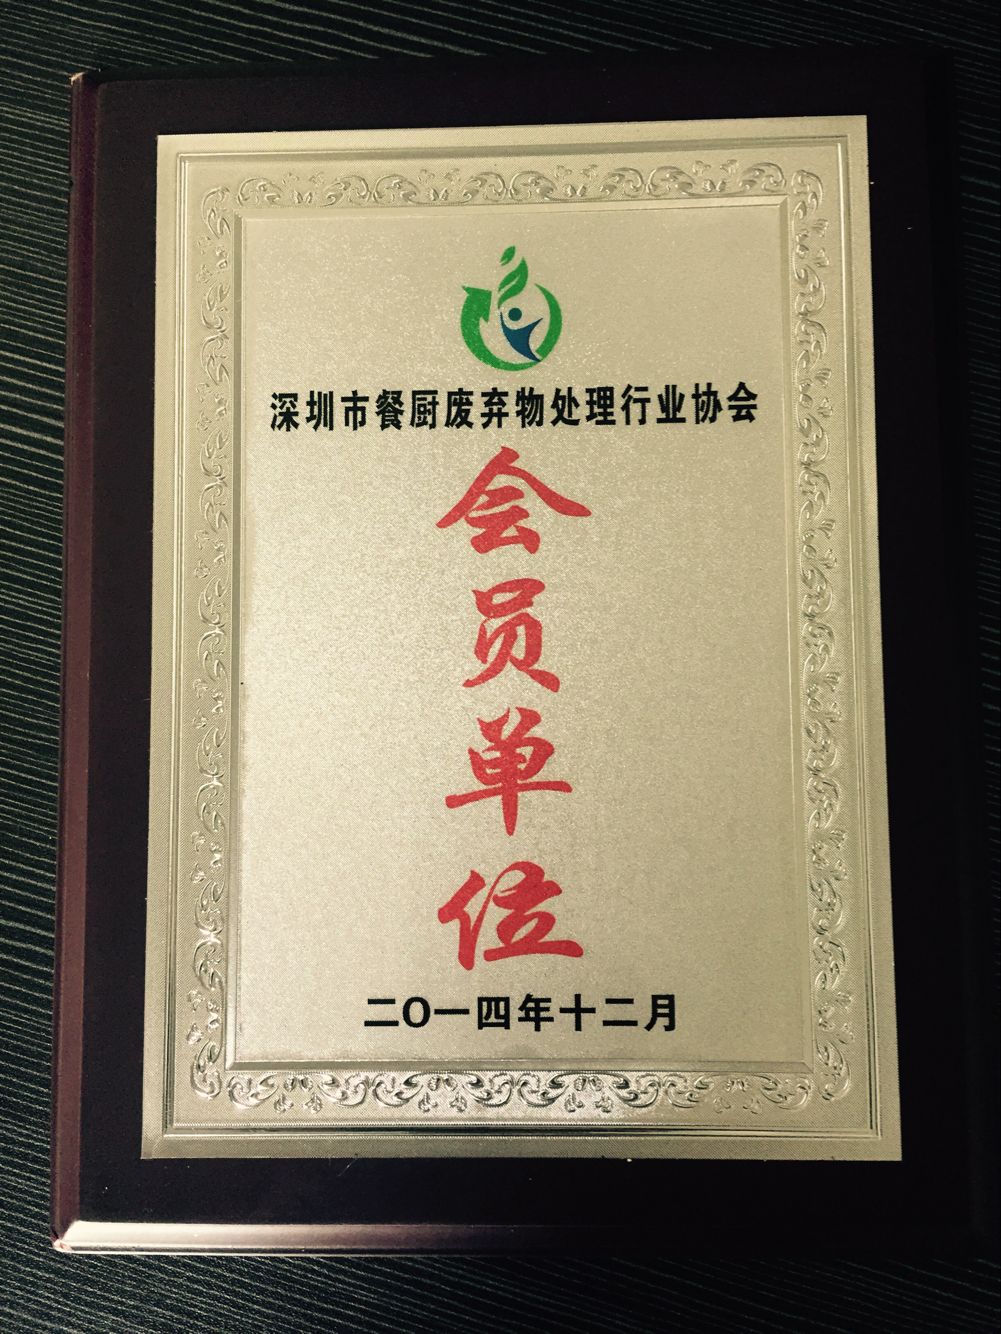 深圳市餐厨废弃物处理行业协会
会员单位
二〇一四年十二月